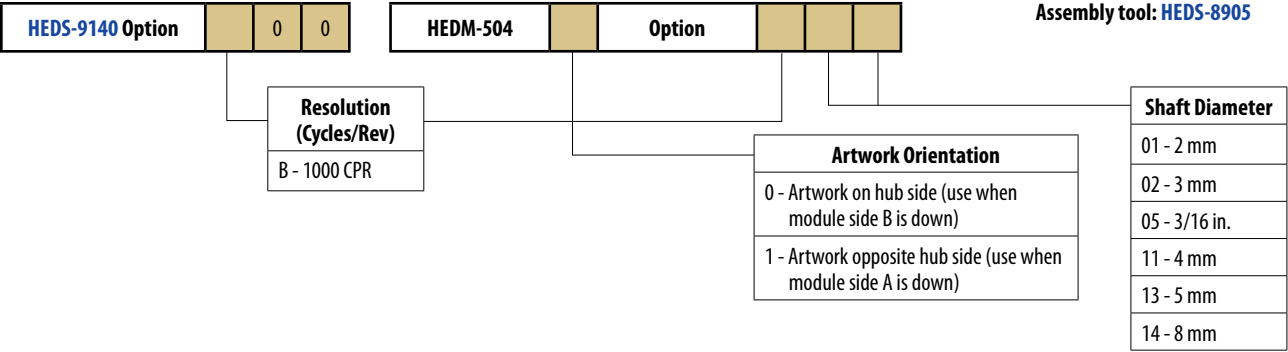 Assembly tool: HEDS-8905
HEDS-9140 Option 0 0 HEDM-504 Option
Resolution
(Cycles/Rev)
B - 1000 CPR
Artwork Orientation
0 - Artwork on hub side (use when
module side B is down)
1 - Artwork opposite hub side (use when
module side A is down)
Shaft Diameter
01 - 2 mm
02 - 3 mm
05 - 3/16 in.
11 - 4 mm
13 - 5 mm
14 - 8 mm